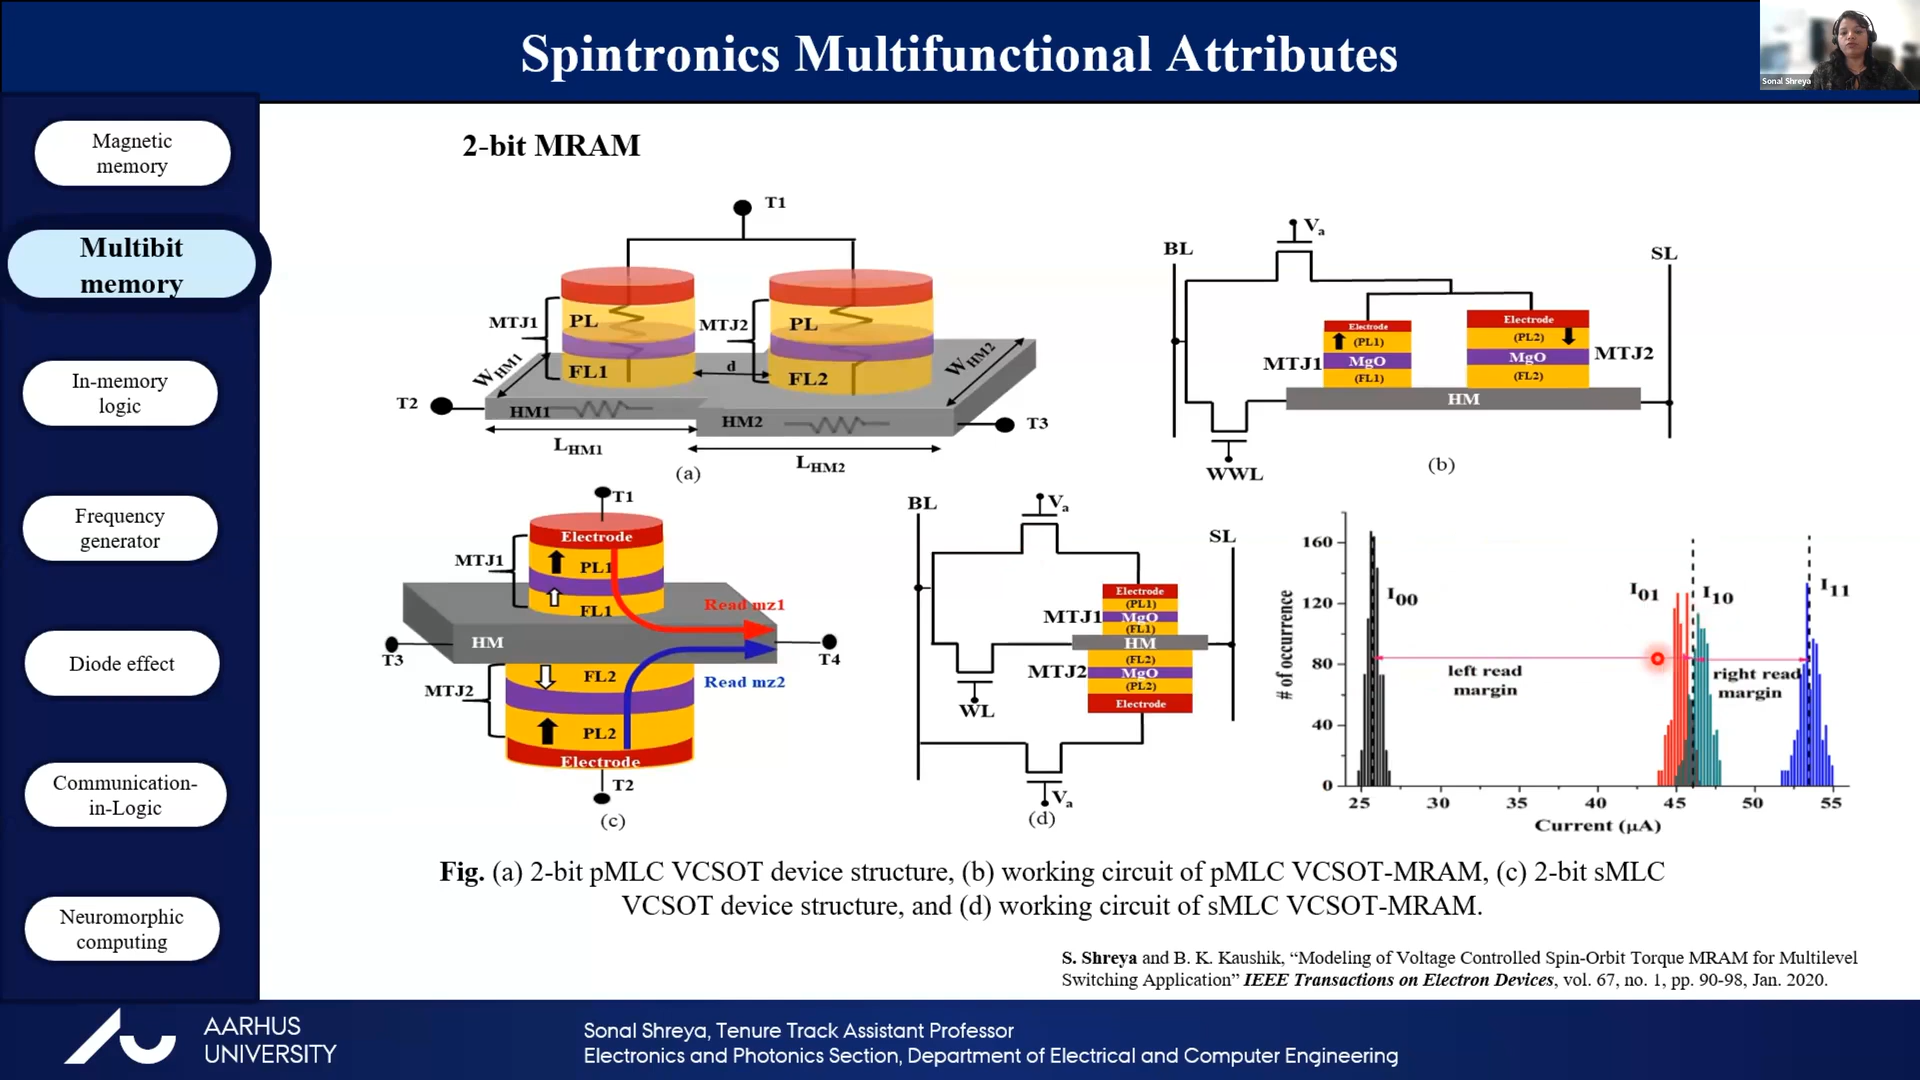 Spintronics Multifunctional Attributes
Sonal Shreya
Magnetic
memory
Multibit
memory
In-memory
logic
Frequency
generator
Diode effect
Communication-
in-Logic
Neuromorphic
computing
2-bit MRAM
T1
MTJ1
PL
FL1
MTJ2
PL
FL2
d
WHM1
WHM2
T2
HM1
HM2
T3
LHM1
LHM2
(a)
BL
Va
SL
MTJ1
Electrode
(PL1)
MgO
(FL1)
Electrode
(PL2)
MgO
(FL2)
MTJ2
HM
WWL
(b)
T1
Electrode
MTJ1
PL1
FL1
Read mz1
HM
T3
T4
MTJ2
FL2
Read mz2
PL2
Electrode
T2
(c)
BL
Va
SL
MTJ1
Electrode
(PL1)
MgO
(FL1)
HM
MTJ2
(FL2)
MgO
(PL2)
Electrode
WL
Va
(d)
# of occurrence
160
120
80
40
0
I00
I01
I10
I11
left read
margin
right read
margin
25 30 35 40 45 50 55
Current (µA)
Fig. (a) 2-bit pMLC VCSOT device structure, (b) working circuit of pMLC VCSOT-MRAM, (c) 2-bit sMLC
VCSOT device structure, and (d) working circuit of sMLC VCSOT-MRAM.
S. Shreya and B. K. Kaushik, “Modeling of Voltage Controlled Spin-Orbit Torque MRAM for Multilevel
Switching Application” IEEE Transactions on Electron Devices, vol. 67, no. 1, pp. 90-98, Jan. 2020.
AARHUS
UNIVERSITY
Sonal Shreya, Tenure Track Assistant Professor
Electronics and Photonics Section, Department of Electrical and Computer Engineering